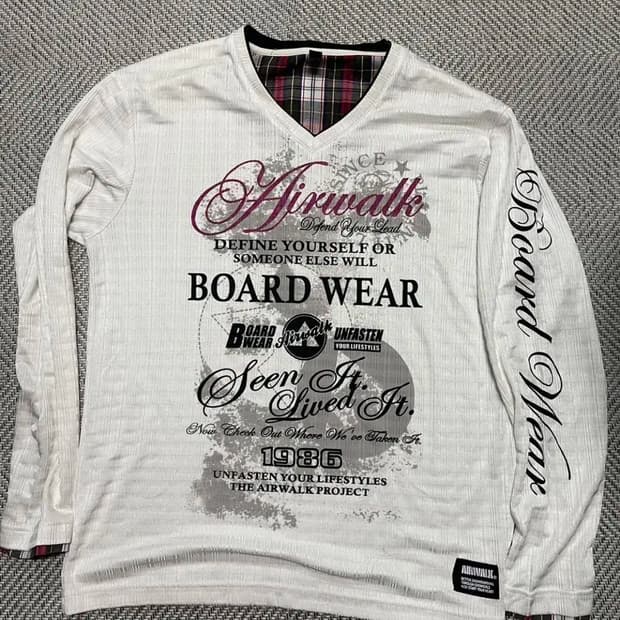 SINCE
Airwalk
Defend Your Lead
DEFINE YOURSELF OR
SOMEONE ELSE WILL
BOARD WEAR
BOARD WEAR Airwalk UNFASTEN
YOUR LIFESTYLES
Seen It.
Lived It.
Now Check Out Where We've Taken It.
1986
UNFASTEN YOUR LIFESTYLES
THE AIRWALK PROJECT
Board Wear
AIRWALK